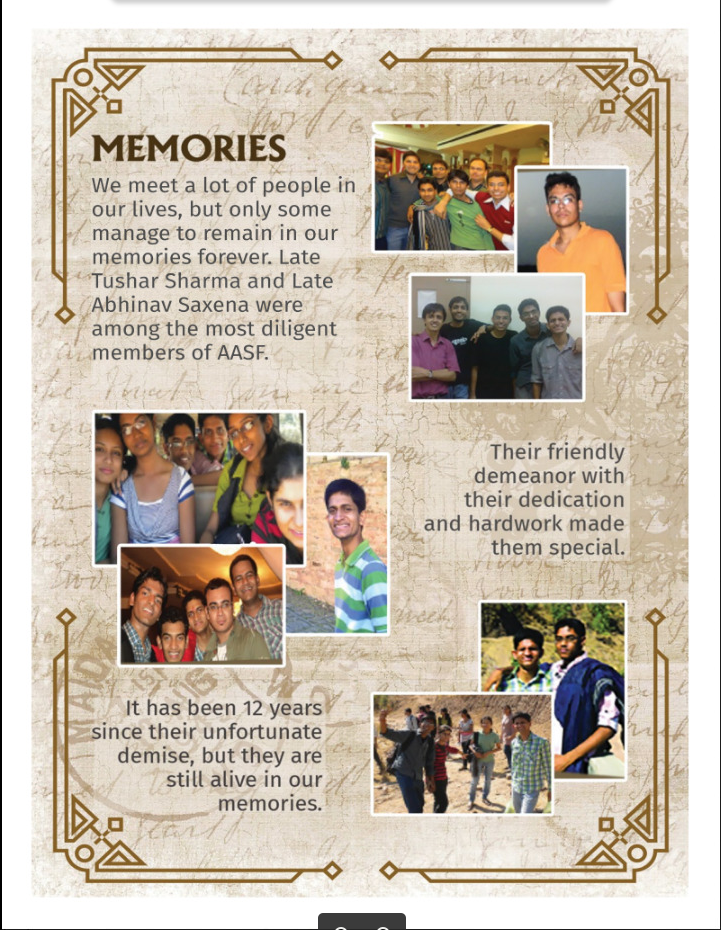 MEMORIES
We meet a lot of people in
our lives, but only some
manage to remain in our
memories forever. Late
Tushar Sharma and Late
Abhinav Saxena were
among the most diligent
members of AASF.
Their friendly
demeanor with
their dedication
and hardwork made
them special.
It has been 12 years
since their unfortunate
demise, but they are
still alive in our
memories.